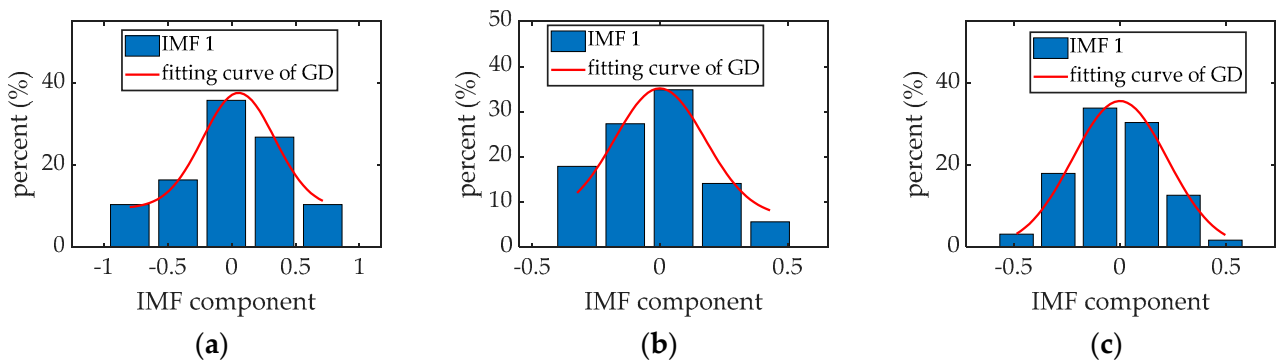 IMF 1
fitting curve of GD
40
20
0
percent (%)
-1 -0.5 0 0.5 1
IMF component
(a)
IMF 1
fitting curve of GD
50
40
30
20
10
0
percent (%)
-0.5 0 0.5
IMF component
(b)
IMF 1
fitting curve of GD
40
20
0
percent (%)
-0.5 0 0.5
IMF component
(c)